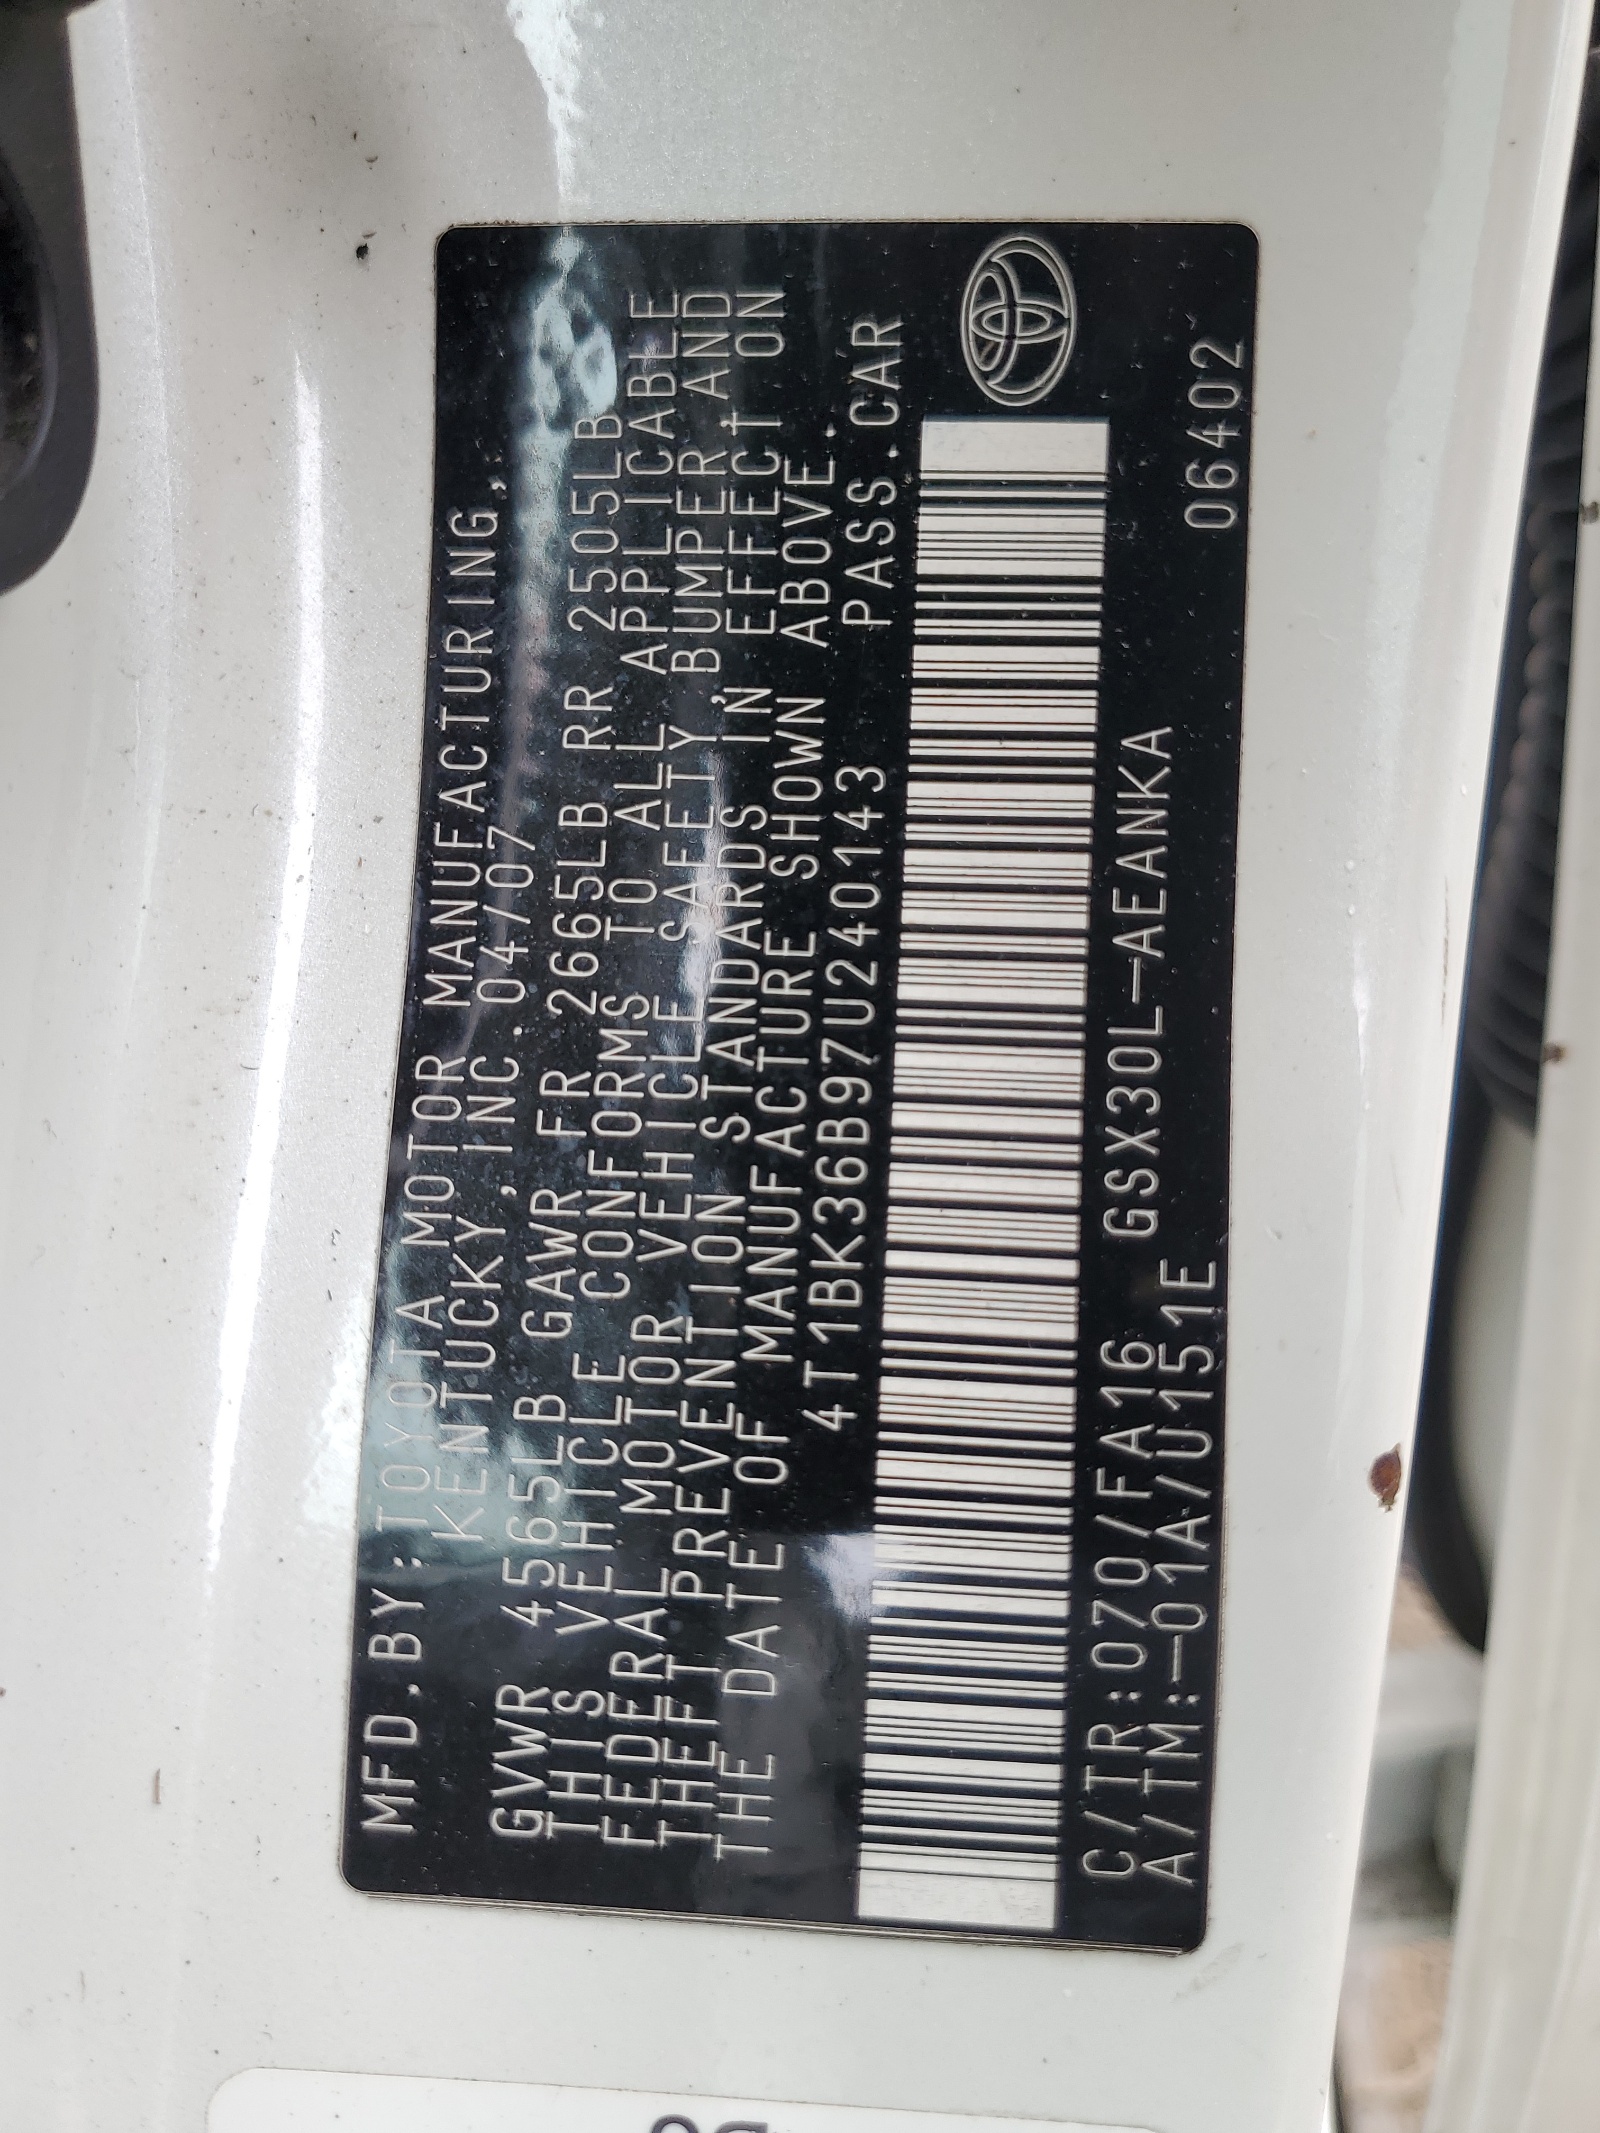 MFD.BY: TOYOTA MOTOR MANUFACTURING,
KENTUCKY, INC. 04/07
GVWR 4565LB GAWR FR 2665LB RR 2505LB
THIS VEHICLE CONFORMS TO ALL APPLICABLE
FEDERAL MOTOR VEHICLE SAFETY, BUMPER, AND
THEFT PREVENTION STANDARDS IN EFFECT ON
THE DATE OF MANUFACTURE SHOWN ABOVE.
4T1BK36B97U240143 PASS.CAR
C/TR:070/FA16 GSX30L-AEANKA
A/TM:-01A/U151E 06402